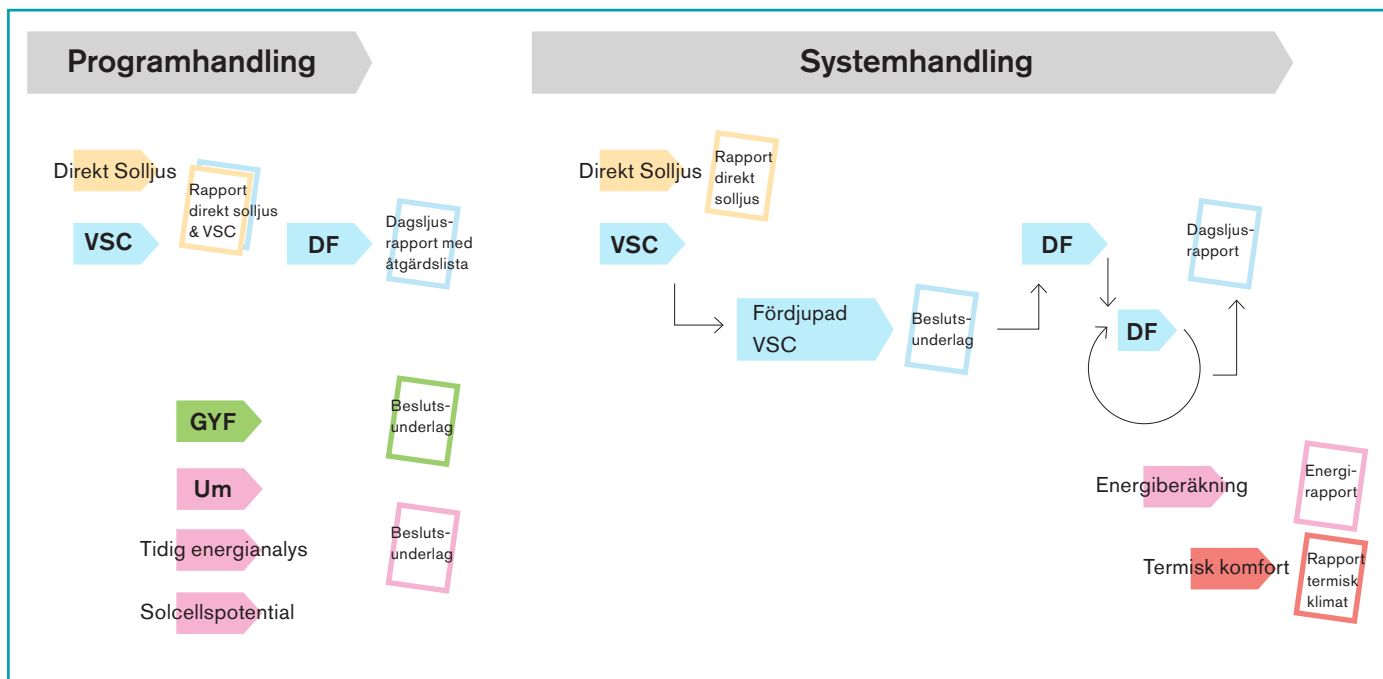 Programhandling
Direkt Solljus
Rapport
direkt solljus
& VSC
VSC
DF
Dagsljus-
rapport med
åtgärdslista
GYF
Besluts-
underlag
Um
Tidig energianalys
Besluts-
underlag
Solcellspotential
Systemhandling
Direkt Solljus
Rapport
direkt
solljus
VSC
Fördjupad
VSC
Besluts-
underlag
DF
DF
Dagsljus-
rapport
Energiberäkning
Energi-
rapport
Termisk komfort
Rapport
termisk
klimat